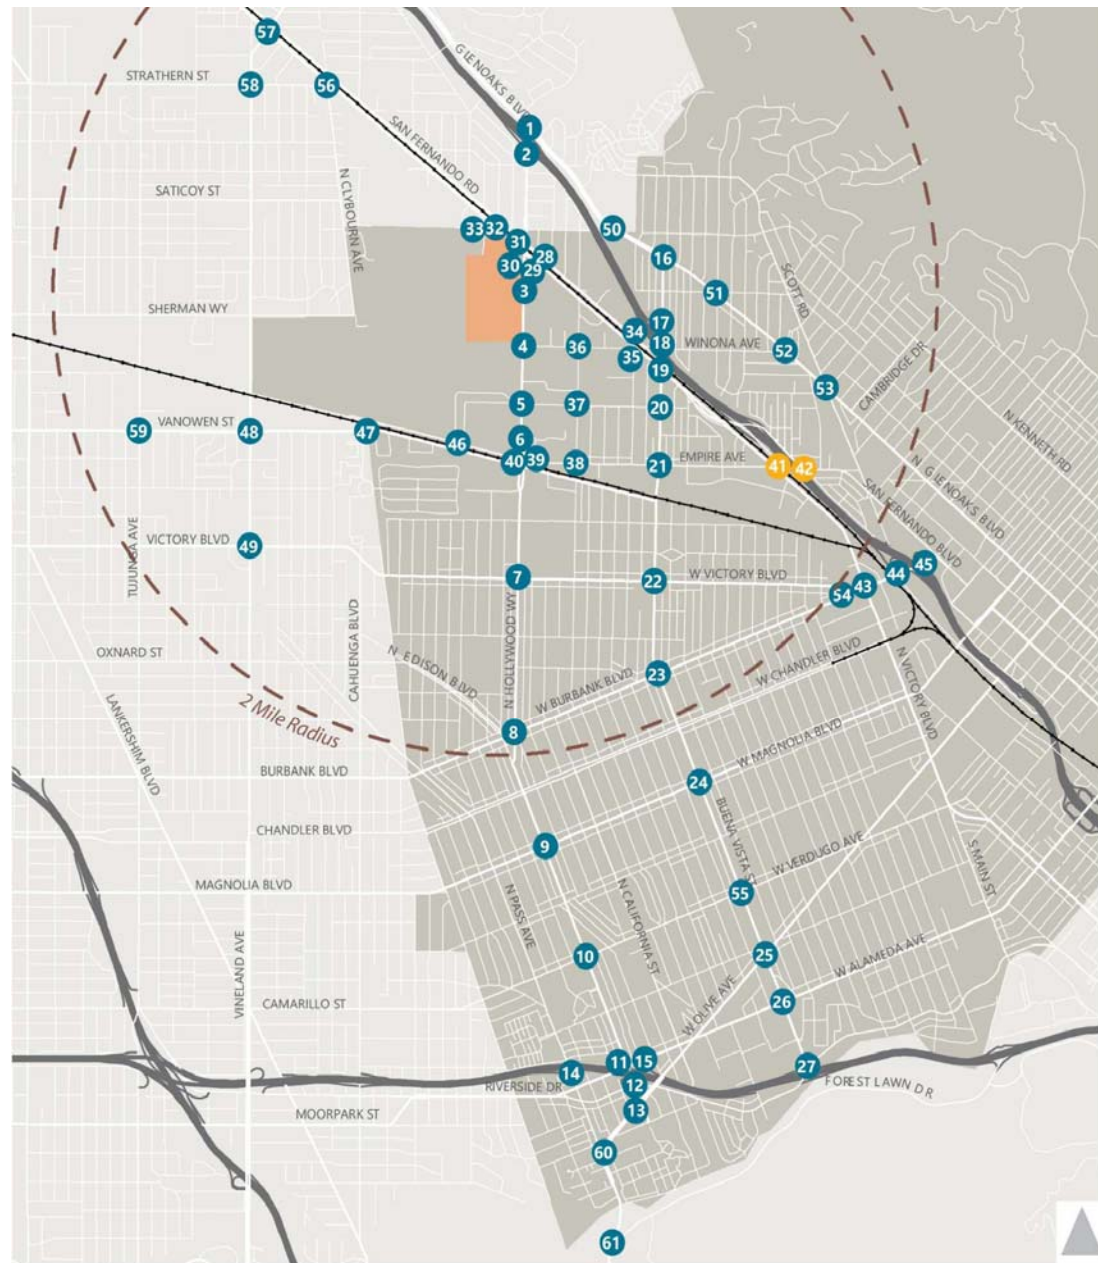 57
GLENOAKS BLVD
STRATHERN ST
58
56
1
SAN FERNANDO RD
2
SATICOY ST
N CLYBOURN AVE
33
32
50
31
28
16
30
29
SCOTT RD
3
51
SHERMAN WY
17
34
4
36
18
WINONA AVE
52
35
19
CAMBRIDGE DR
53
5
37
20
N KENNETH RD
VANOWEN ST
59
48
47
46
6
40
39
38
21
EMPIRE AVE
41
42
N GLENOAKS BLVD
SAN FERNANDO BLVD
TUJUNGA AVE
VICTORY BLVD
49
7
22
W VICTORY BLVD
45
44
43
54
CAHUENGA BLVD
N HOLLYWOOD WY
OXNARD ST
N EDISON BLVD
W CHANDLER BLVD
N VICTORY BLVD
W BURBANK BLVD
23
2 Mile Radius
LANKERSHIM BLVD
8
W MAGNOLIA BLVD
BURBANK BLVD
24
CHANDLER BLVD
9
BUENA VISTA ST
W VERDUGO AVE
S MAIN ST
MAGNOLIA BLVD
N PASS AVE
N CALIFORNIA ST
55
VINELAND AVE
10
25
W ALAMEDA AVE
CAMARILLO ST
W OLIVE AVE
26
11
15
27
14
RIVERSIDE DR
12
FOREST LAWN DR
MOORPARK ST
13
60
61